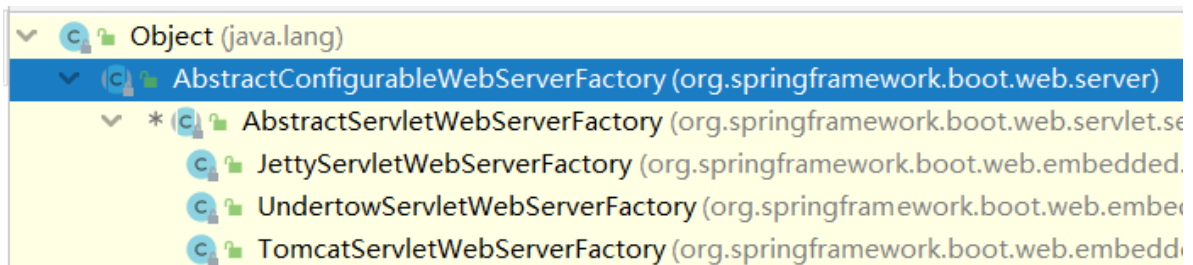 Object (java.lang)
AbstractConfigurableWebServerFactory (org.springframework.boot.web.server)
* AbstractServletWebServerFactory (org.springframework.boot.web.servlet.se
JettyServletWebServerFactory (org.springframework.boot.web.embedded.
UndertowServletWebServerFactory (org.springframework.boot.web.embed
TomcatServletWebServerFactory (org.springframework.boot.web.embedde